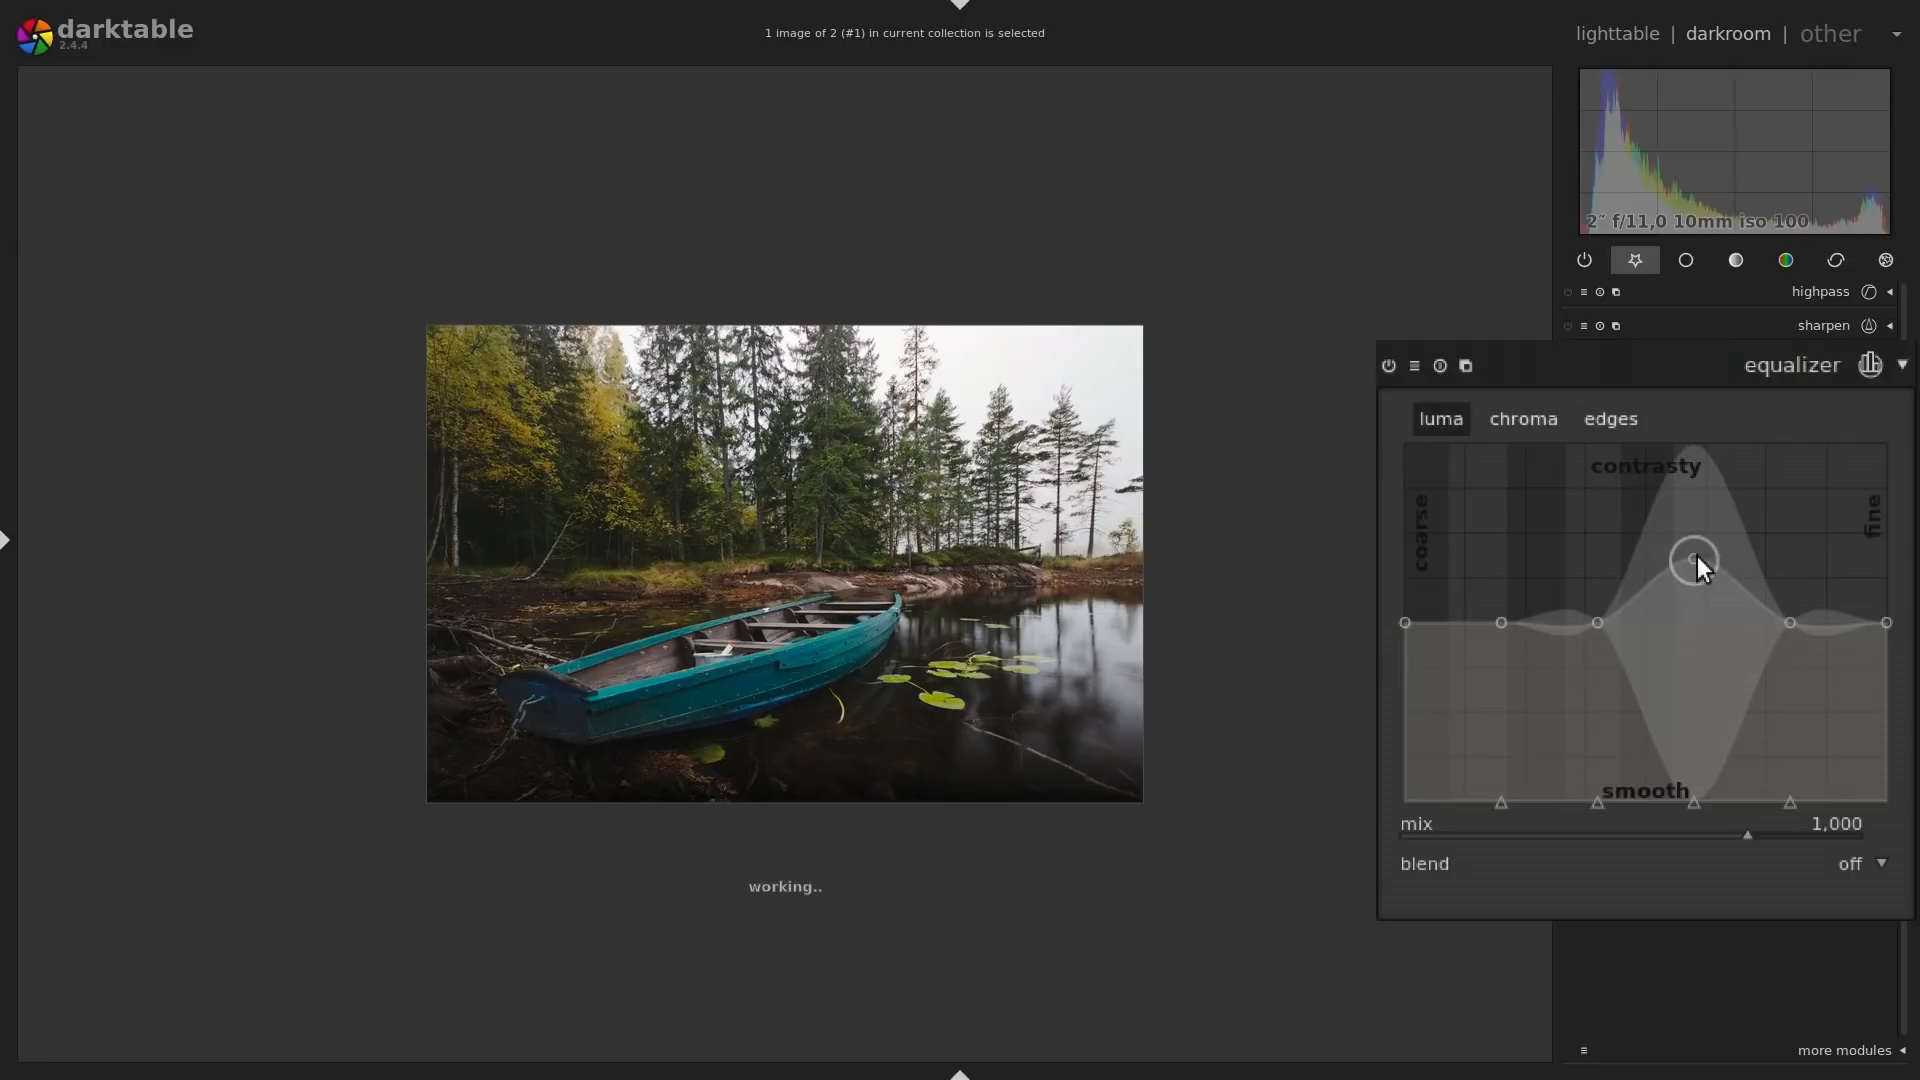 darktable
2.4.4
1 image of 2 (#1) in current collection is selected
lighttable | darkroom | other
2″ f/11,0 10mm iso 100
highpass
sharpen
equalizer
luma chroma edges
contrasty
coarse
fine
smooth
mix 1,000
blend off
working..
more modules